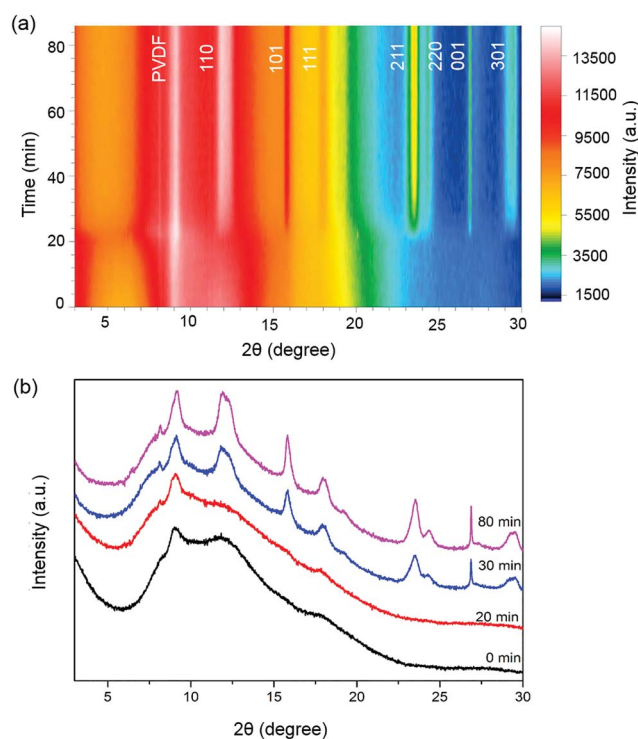 (a)
80
60
40
20
0
Time (min)
PVDF
110
101
111
211
220
001
301
5
10
15
20
25
30
2θ (degree)
13500
11500
9500
7500
5500
3500
1500
Intensity (a.u.)
(b)
Intensity (a.u.)
80 min
30 min
20 min
0 min
5
10
15
20
25
30
2θ (degree)